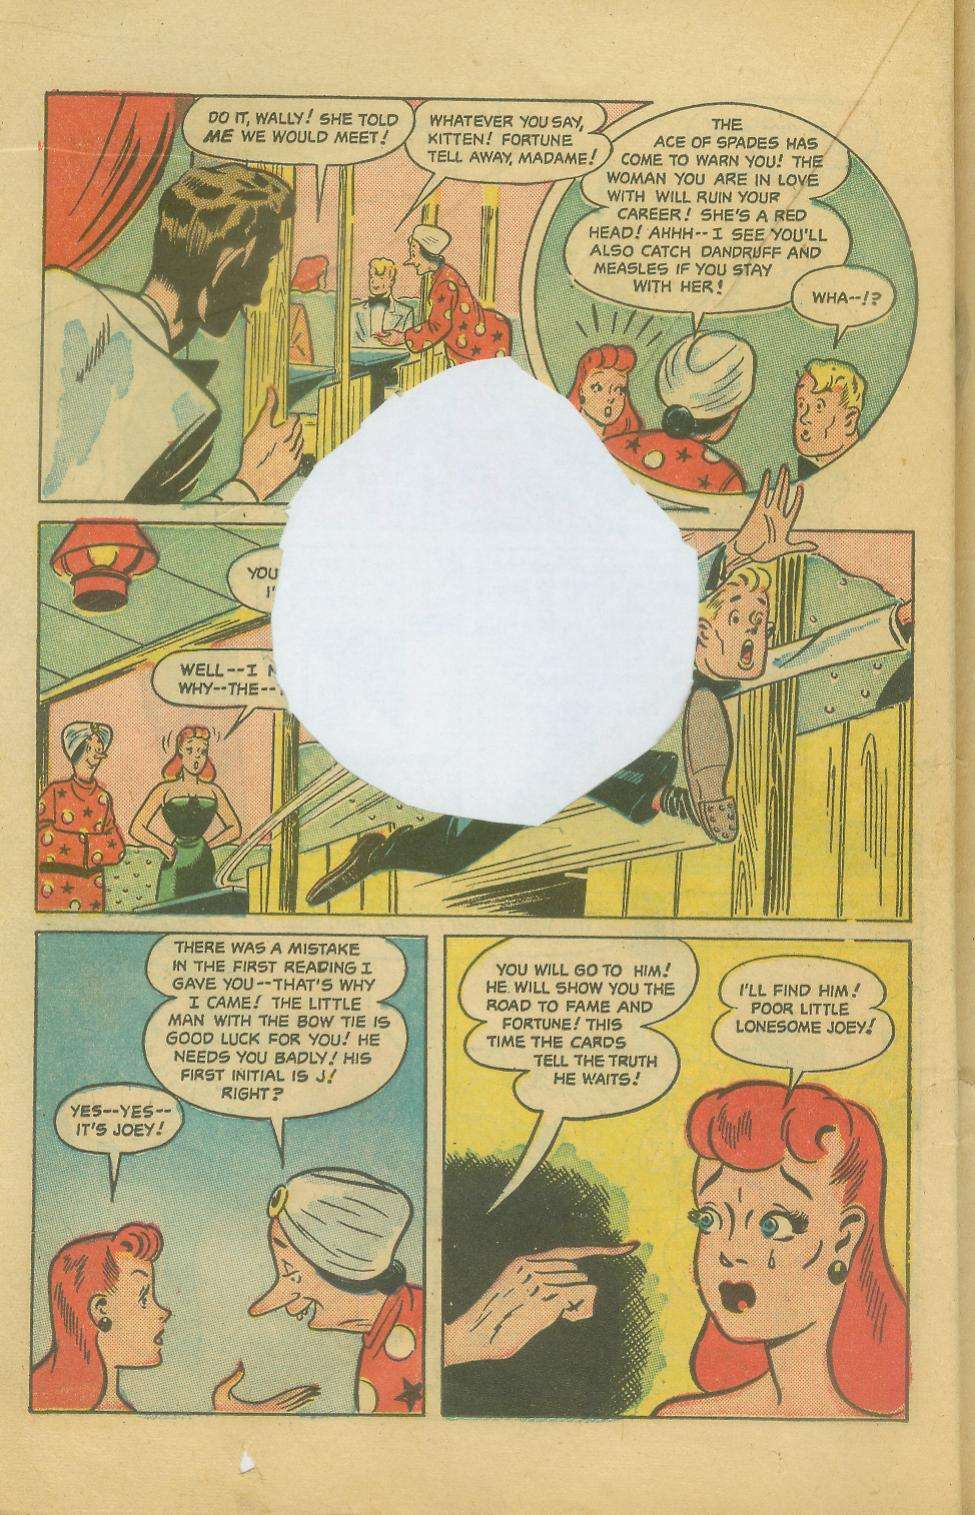 DO IT, WALLY! SHE TOLD
ME WE WOULD MEET!
WHATEVER YOU SAY,
KITTEN! FORTUNE
TELL AWAY, MADAME!
THE
ACE OF SPADES HAS
COME TO WARN YOU! THE
WOMAN YOU ARE IN LOVE
WITH WILL RUIN YOUR
CAREER! SHE'S A RED
HEAD! AHHH--I SEE YOU'LL
ALSO CATCH DANDRUFF AND
MEASLES IF YOU STAY
WITH HER!
WHA--!?
YOU
I'
WELL--I
WHY--THE--
THERE WAS A MISTAKE
IN THE FIRST READING I
GAVE YOU--THAT'S WHY
I CAME! THE LITTLE
MAN WITH THE BOW TIE IS
GOOD LUCK FOR YOU! HE
NEEDS YOU BADLY! HIS
FIRST INITIAL IS J!
RIGHT?
YES--YES--
IT'S JOEY!
YOU WILL GO TO HIM!
HE WILL SHOW YOU THE
ROAD TO FAME AND
FORTUNE! THIS
TIME THE CARDS
TELL THE TRUTH
HE WAITS!
I'LL FIND HIM!
POOR LITTLE
LONESOME JOEY!